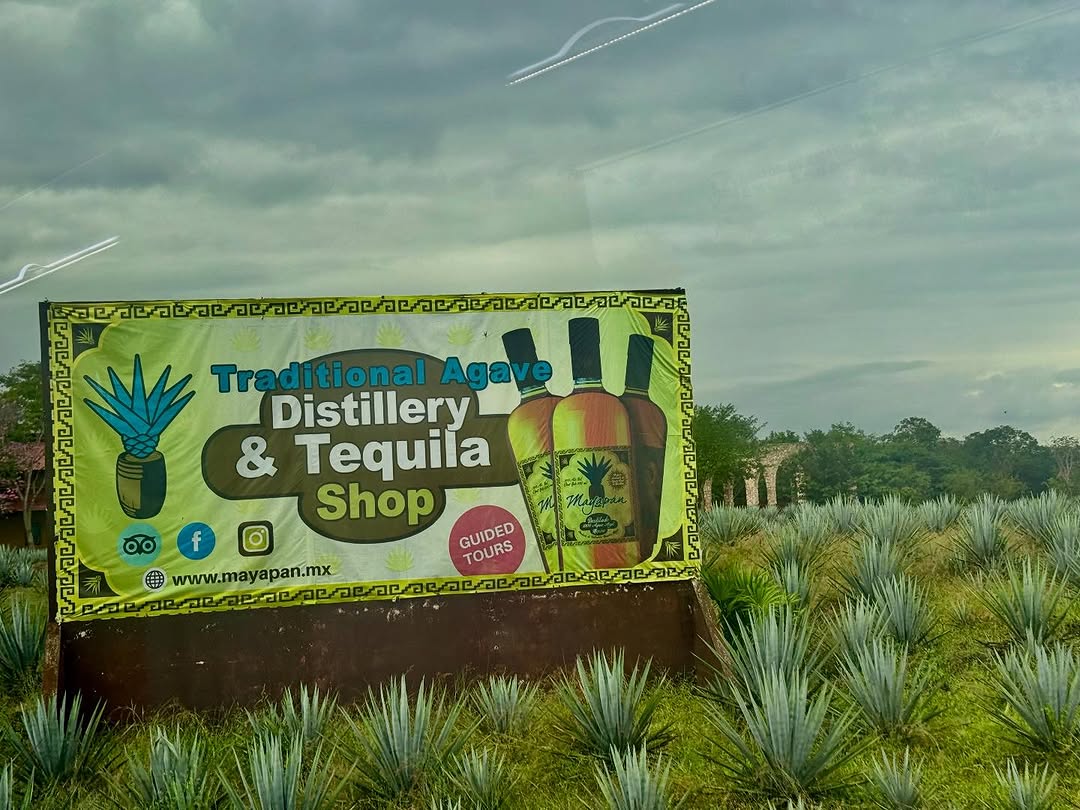 Traditional Agave
Distillery
& Tequila
Shop
GUIDED
TOURS
www.mayapan.mx
Mayapan